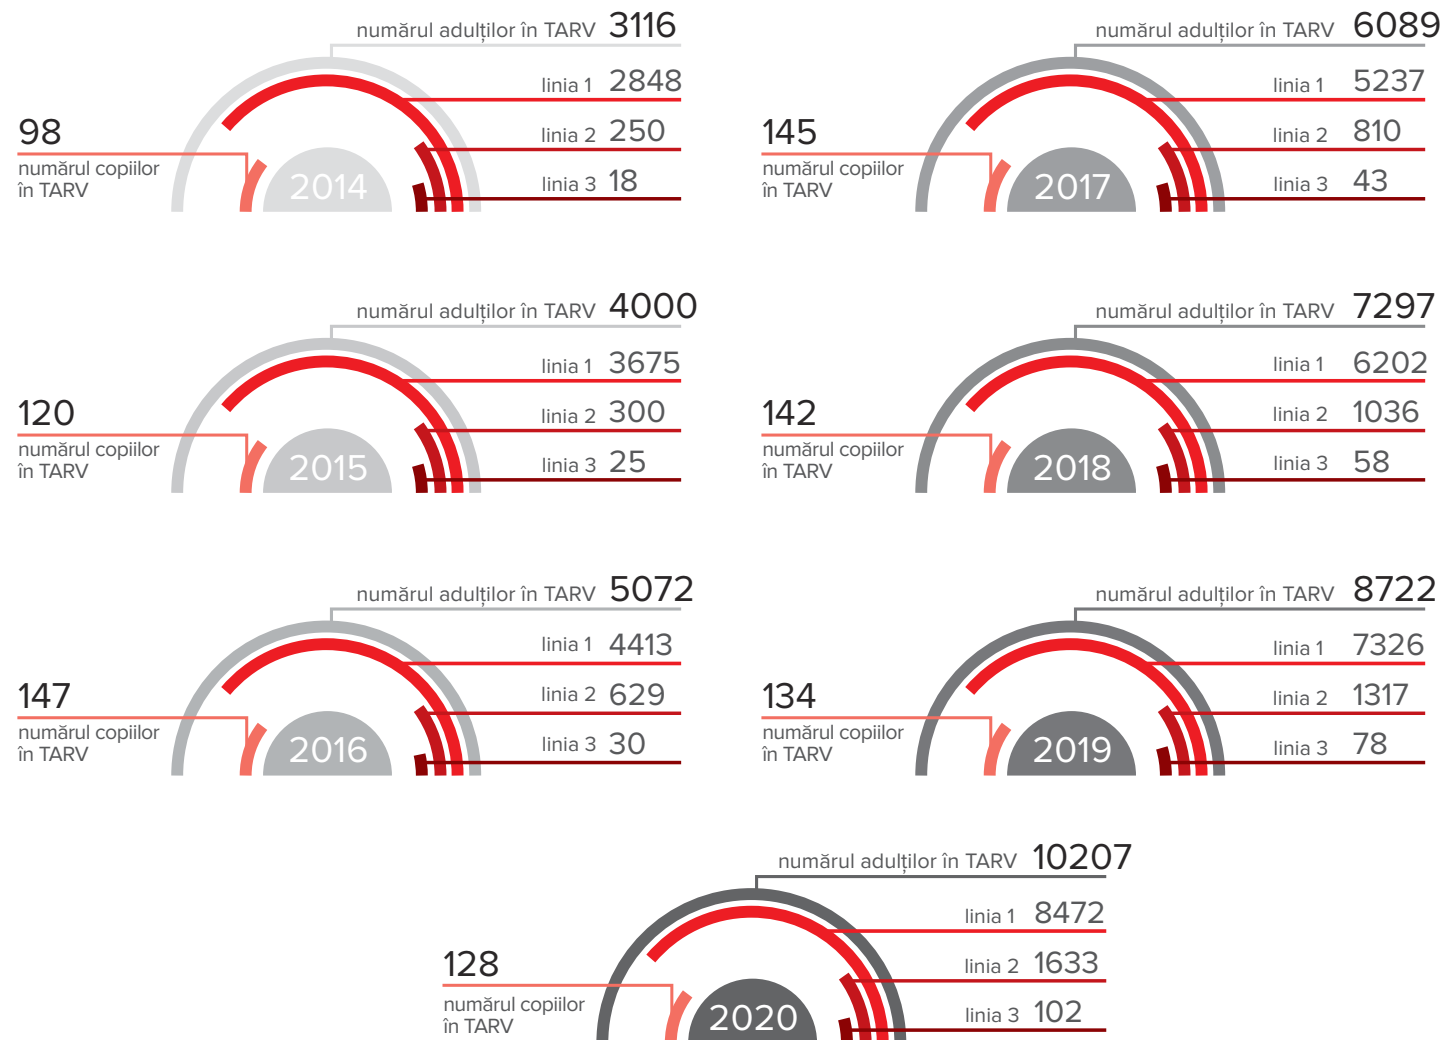 numărul adulților în TARV 3116
linia 1 2848
linia 2 250
linia 3 18
98
numărul copiilor
în TARV
2014
numărul adulților în TARV 6089
linia 1 5237
linia 2 810
linia 3 43
145
numărul copiilor
în TARV
2017
numărul adulților în TARV 4000
linia 1 3675
linia 2 300
linia 3 25
120
numărul copiilor
în TARV
2015
numărul adulților în TARV 7297
linia 1 6202
linia 2 1036
linia 3 58
142
numărul copiilor
în TARV
2018
numărul adulților în TARV 5072
linia 1 4413
linia 2 629
linia 3 30
147
numărul copiilor
în TARV
2016
numărul adulților în TARV 8722
linia 1 7326
linia 2 1317
linia 3 78
134
numărul copiilor
în TARV
2019
numărul adulților în TARV 10207
linia 1 8472
linia 2 1633
linia 3 102
128
numărul copiilor
în TARV
2020